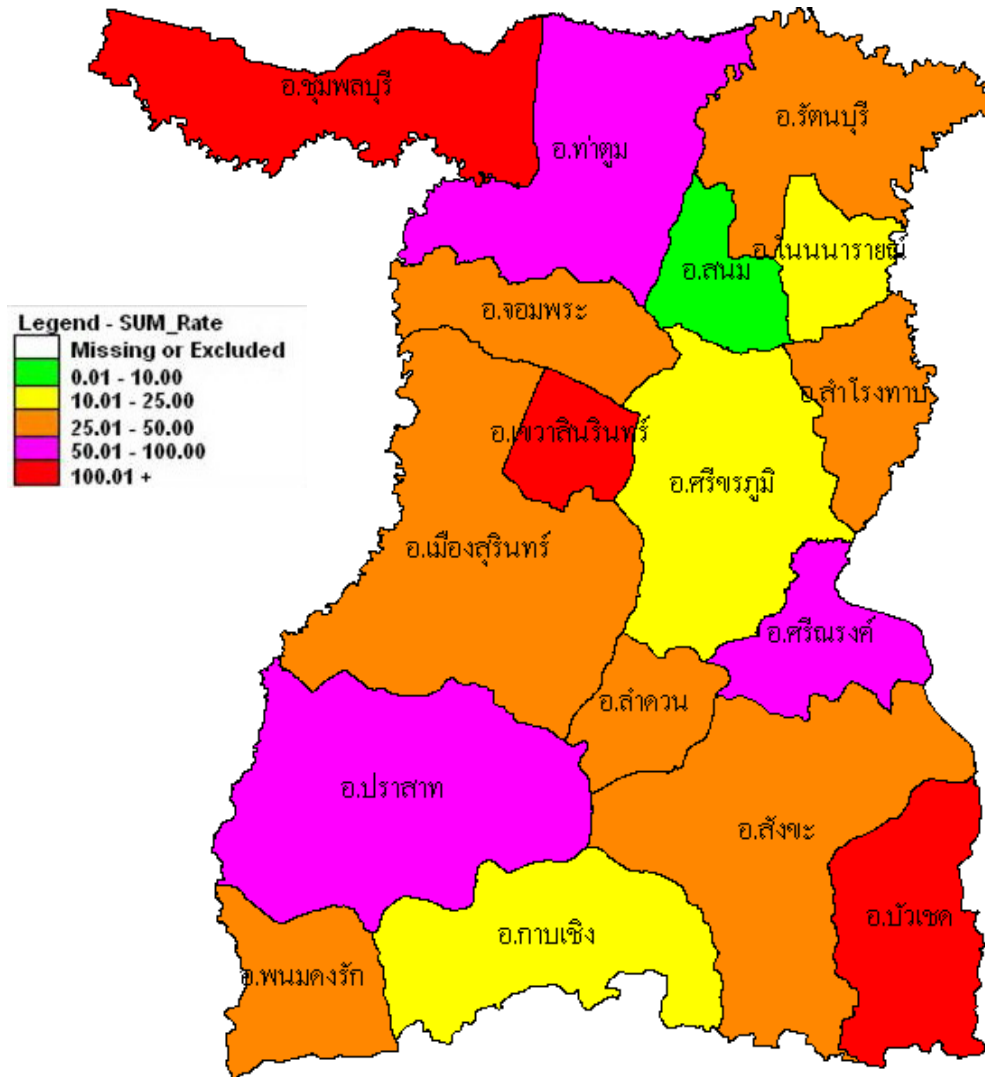 อ.ชุมพลบุรี
อ.รัตนบุรี
อ.ท่าตูม
อ.โนนนารายณ์
อ.สนม
อ.จอมพระ
Legend - SUM_Rate
Missing or Excluded
0.01 - 10.00
10.01 - 25.00
25.01 - 50.00
50.01 - 100.00
100.01 +
อ.สำโรงทาบ
อ.เขวาสินรินทร์
อ.ศรีขรภูมิ
อ.เมืองสุรินทร์
อ.ศรีณรงค์
อ.ลำดวน
อ.ปราสาท
อ.สังขะ
อ.บัวเชด
อ.กาบเชิง
อ.พนมดงรัก